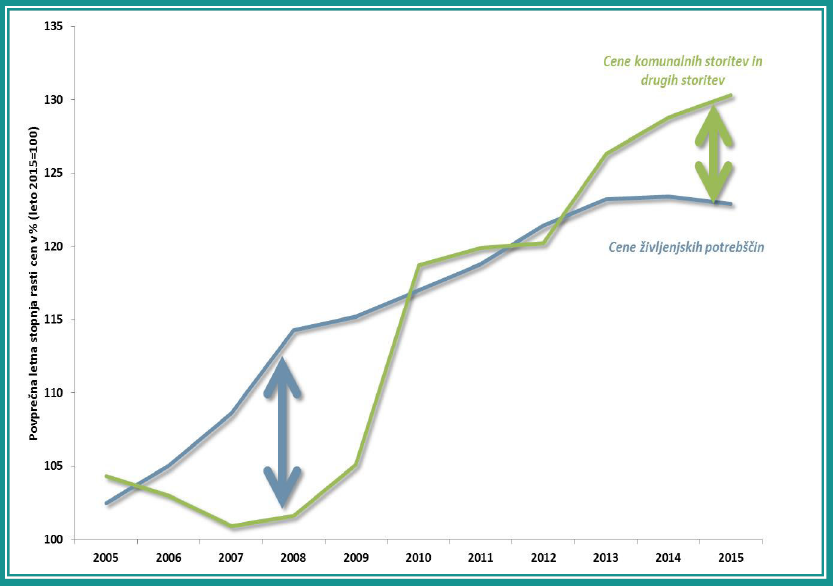 135
Cene komunalnih storitev in
drugih storitev
130
125
120
Cene življenjskih potrebščin
115
110
105
100
Povprečna letna stopnja rasti cen v % (leto 2015=100)
2005 2006 2007 2008 2009 2010 2011 2012 2013 2014 2015